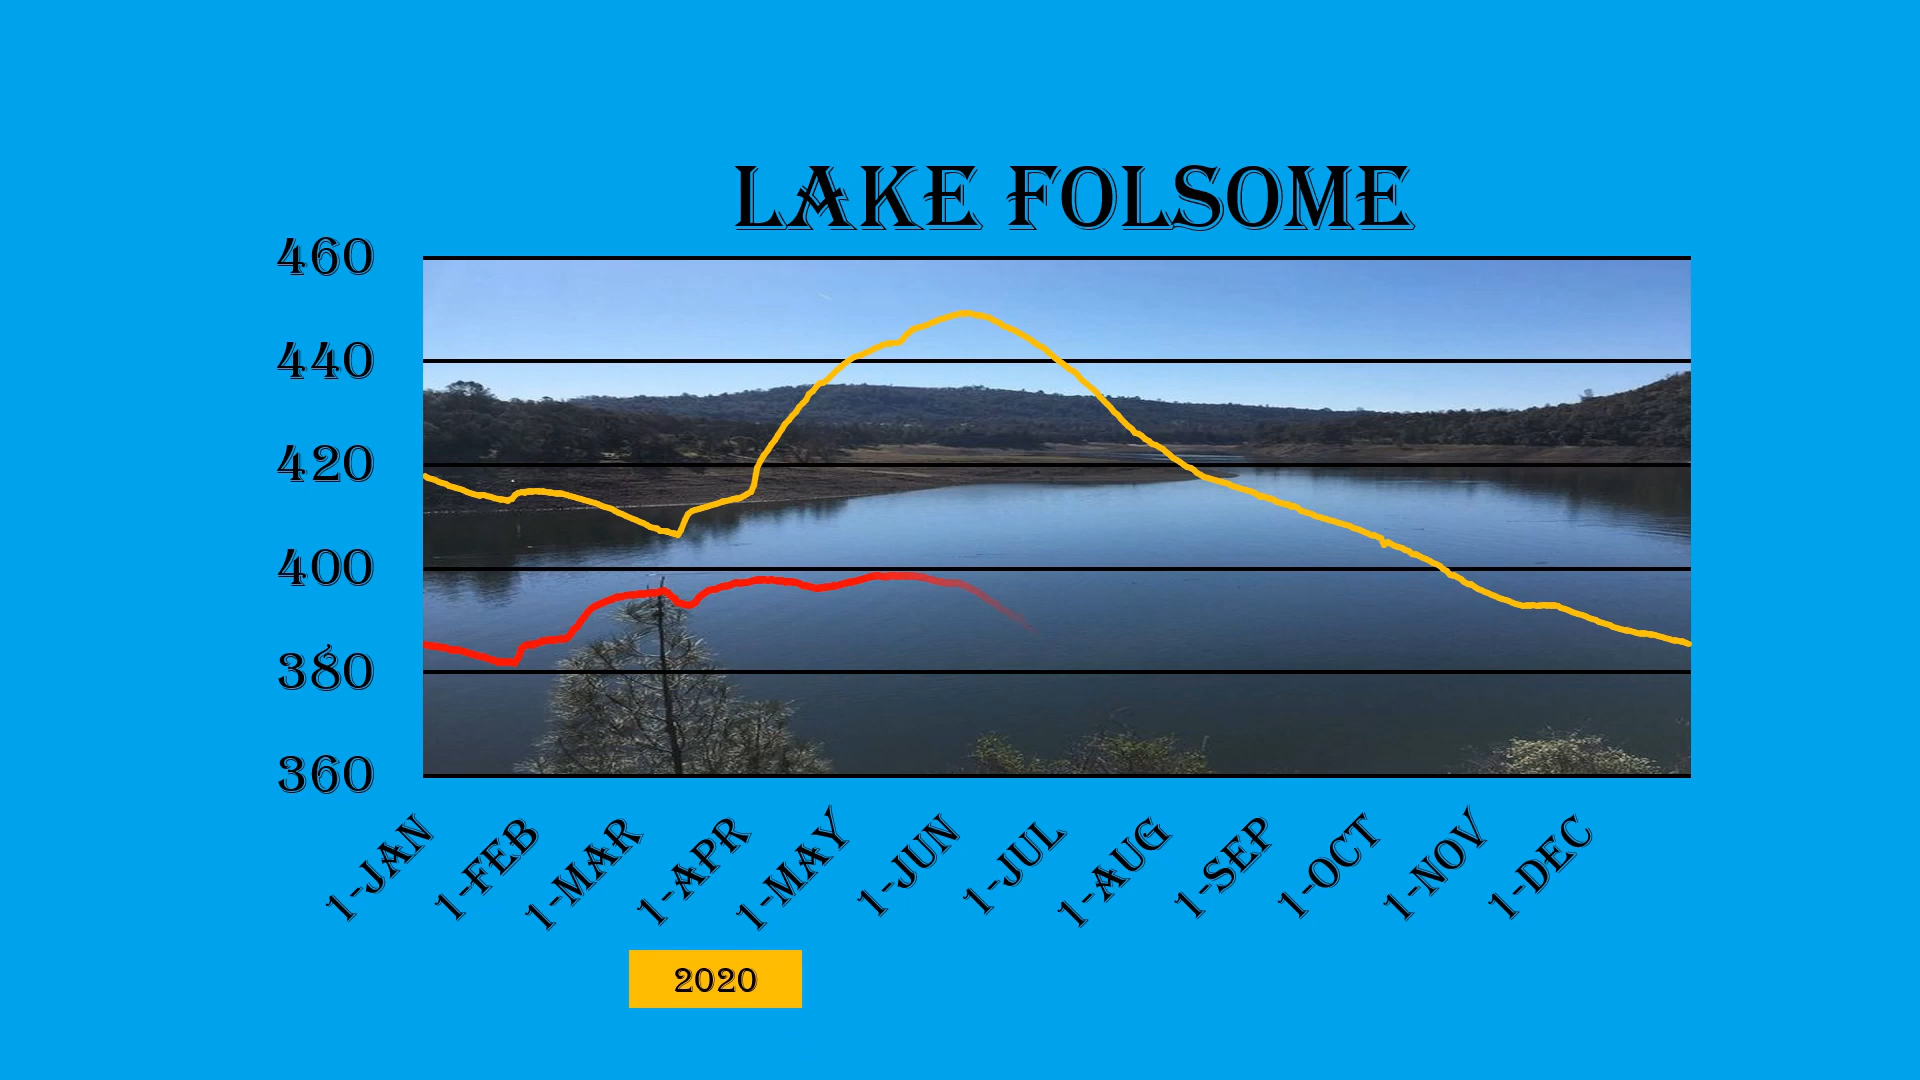 LAKE FOLSOME
460
440
420
400
380
360
1-JAN
1-FEB
1-MAR
1-APR
1-MAY
1-JUN
1-JUL
1-AUG
1-SEP
1-OCT
1-NOV
1-DEC
2020